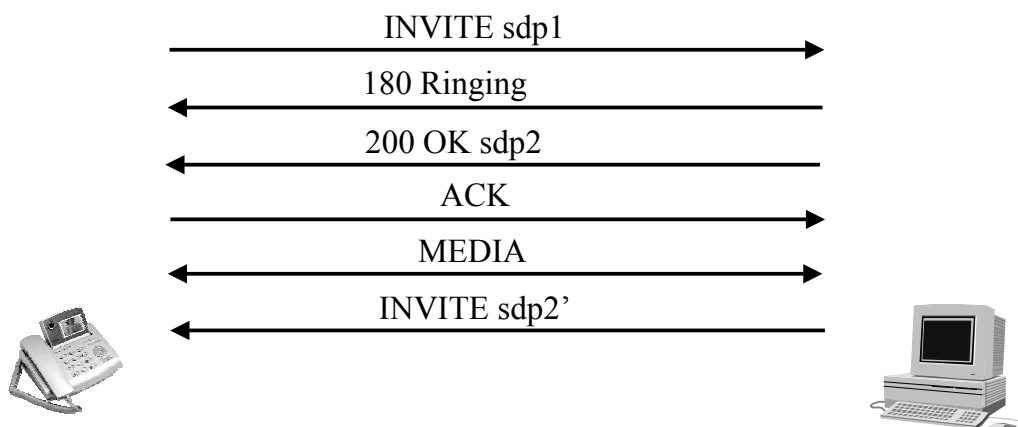 INVITE sdp1
180 Ringing
200 OK sdp2
ACK
MEDIA
INVITE sdp2’